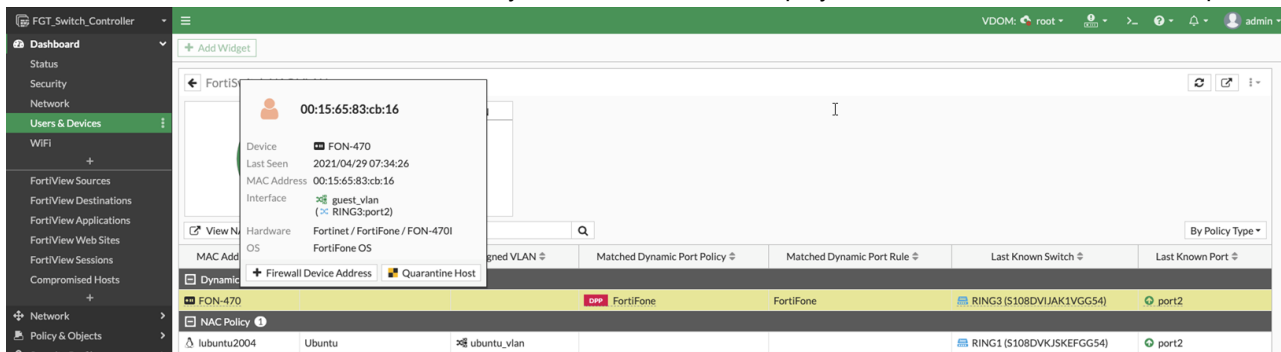 FGT_Switch_Controller
VDOM: root
admin
Dashboard
+ Add Widget
Status
Security
FortiS
Network
Users & Devices
WiFi
+
FortiView Sources
FortiView Destinations
FortiView Applications
FortiView Web Sites
FortiView Sessions
Compromised Hosts
+
Network
Policy & Objects
00:15:65:83:cb:16
Device FON-470
Last Seen 2021/04/29 07:34:26
MAC Address 00:15:65:83:cb:16
Interface guest_vlan
(RING3:port2)
Hardware Fortinet / FortiFone / FON-470I
OS FortiFone OS
+ Firewall Device Address Quarantine Host
View N By Policy Type
MAC Add gned VLAN Matched Dynamic Port Policy Matched Dynamic Port Rule Last Known Switch Last Known Port
Dynamic
FON-470 DPP FortiFone FortiFone RING3 (S108DVIJAK1VGG54) port2
NAC Policy 1
lubuntu2004 Ubuntu ubuntu_vlan RING1 (S108DVKJSKEFGG54) port2